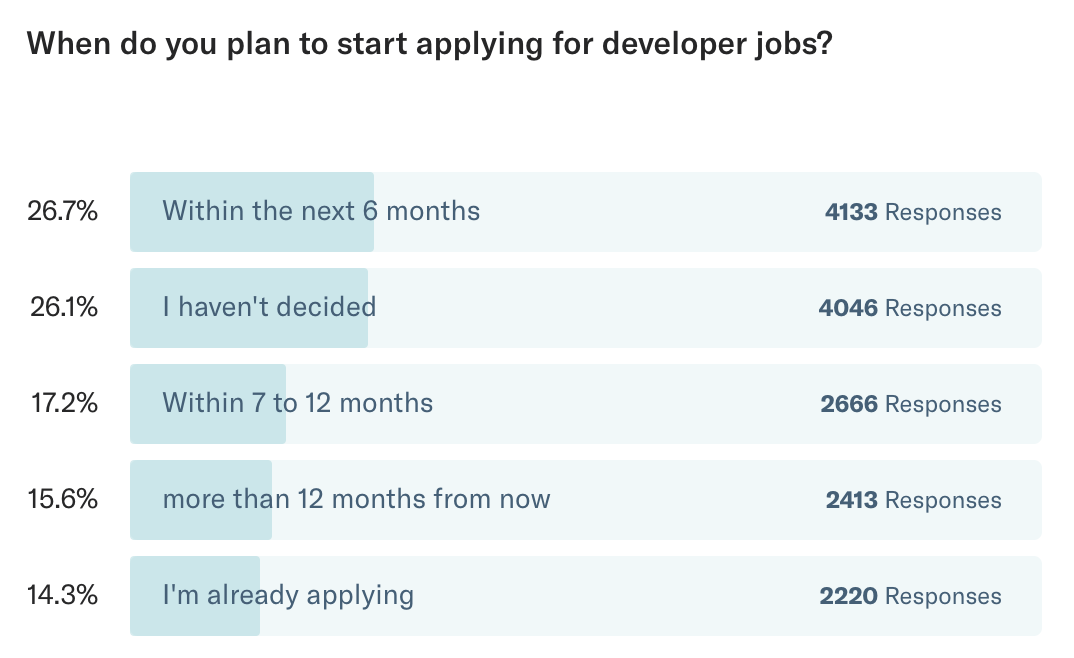 When do you plan to start applying for developer jobs?
26.7% Within the next 6 months 4133 Responses
26.1% I haven't decided 4046 Responses
17.2% Within 7 to 12 months 2666 Responses
15.6% more than 12 months from now 2413 Responses
14.3% I'm already applying 2220 Responses